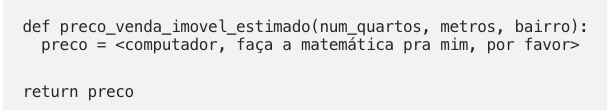 def preco_venda_imovel_estimado(num_quartos, metros, bairro):
preco = <computador, faça a matemática pra mim, por favor>
return preco